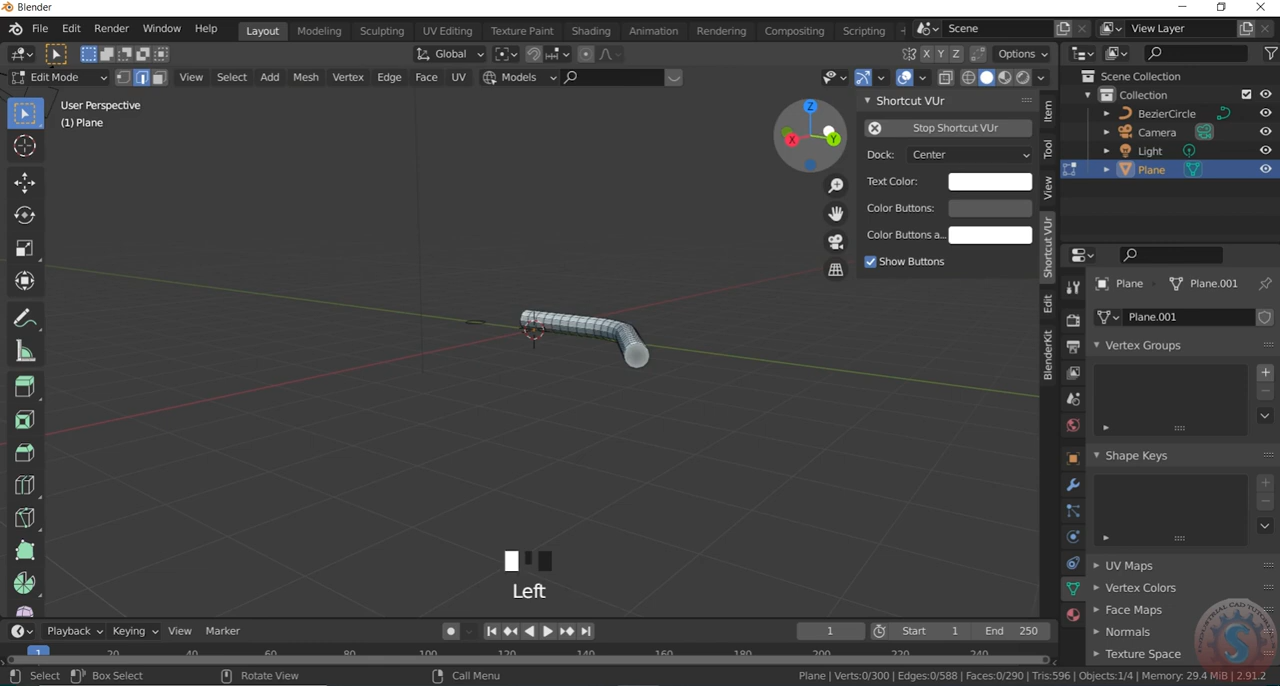 Blender
File Edit Render Window Help Layout Modeling Sculpting UV Editing Texture Paint Shading Animation Rendering Compositing Scripting Scene View Layer
Global X Y Z Options
Edit Mode View Select Add Mesh Vertex Edge Face UV Models
User Perspective
(1) Plane
Shortcut VUr
Stop Shortcut VUr
Dock: Center
Text Color:
Color Buttons:
Color Buttons a...
Show Buttons
Z
X
Y
Item
Tool
View
Shortcut VUr
Edit
BlenderKit
Scene Collection
Collection
BezierCircle
Camera
Light
Plane
Plane Plane.001
Plane.001
Vertex Groups
Shape Keys
UV Maps
Vertex Colors
Face Maps
Normals
Texture Space
Left
Playback Keying View Marker 1 Start 1 End 250
1 20 40 60 80 100 120 140 160 180 200 220 240
Select Box Select Rotate View Call Menu Plane | Verts:0/300 | Edges:0/588 | Faces:0/290 | Tris:596 | Objects:1/4 | Memory: 29.4 MiB | 2.91.2